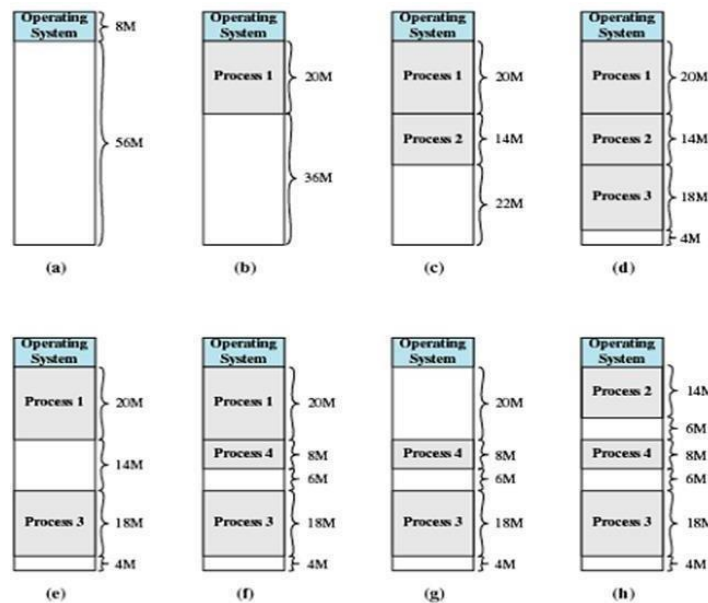 Operating
System
8M
56M
(a)
Operating
System
Process 1
20M
36M
(b)
Operating
System
Process 1
20M
Process 2
14M
22M
(c)
Operating
System
Process 1
20M
Process 2
14M
Process 3
18M
4M
(d)
Operating
System
Process 1
20M
14M
Process 3
18M
4M
(e)
Operating
System
Process 1
20M
Process 4
8M
6M
Process 3
18M
4M
(f)
Operating
System
20M
Process 4
8M
6M
Process 3
18M
4M
(g)
Operating
System
Process 2
14M
6M
Process 4
8M
6M
Process 3
18M
4M
(h)